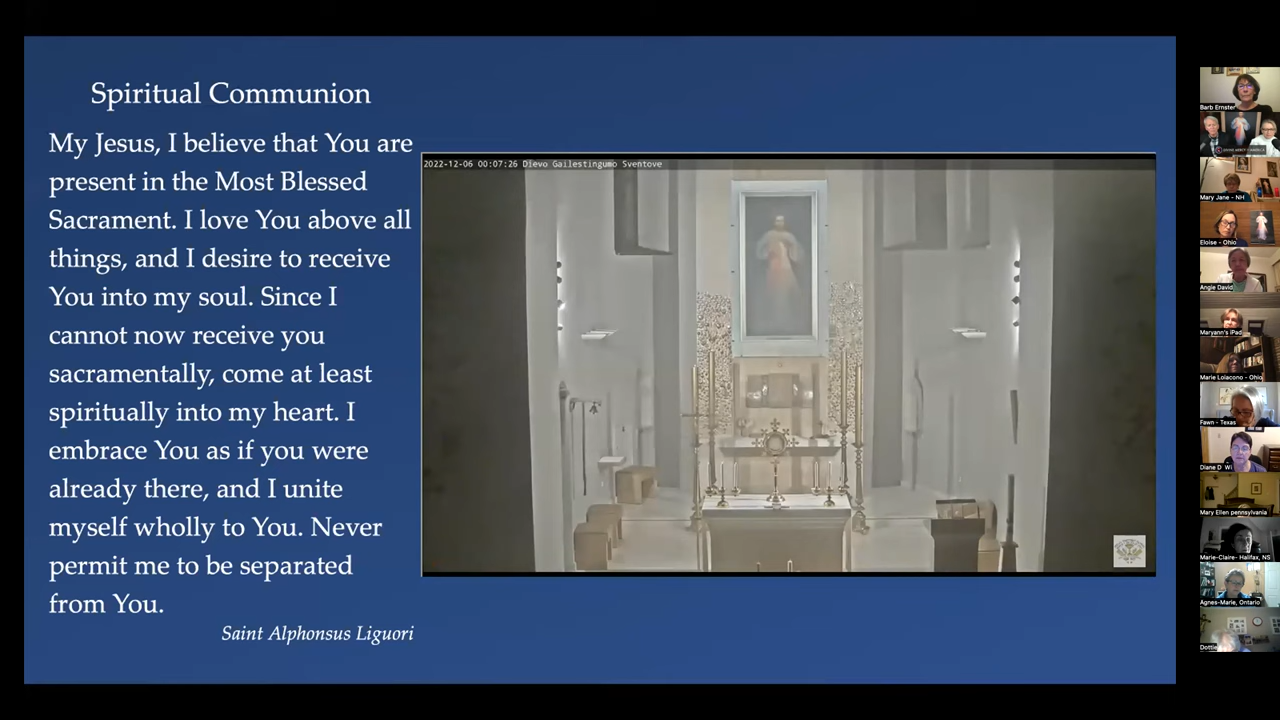 Spiritual Communion
My Jesus, I believe that You are
present in the Most Blessed
Sacrament. I love You above all
things, and I desire to receive
You into my soul. Since I
cannot now receive you
sacramentally, come at least
spiritually into my heart. I
embrace You as if you were
already there, and I unite
myself wholly to You. Never
permit me to be separated
from You.
Saint Alphonsus Liguori
2022-12-06 00:07:26 Dievo Gailestingumo Sventove
Barb Ernster
Mary Jane - NH
Eloise - Ohio
Angie David
Maryann's iPad
Marie Loiacono - Ohio
Fawn - Texas
Diane D WI
Mary Ellen pennsylvania
Marie-Claire- Halifax, NS
Agnes-Marie, Ontario
Dottie